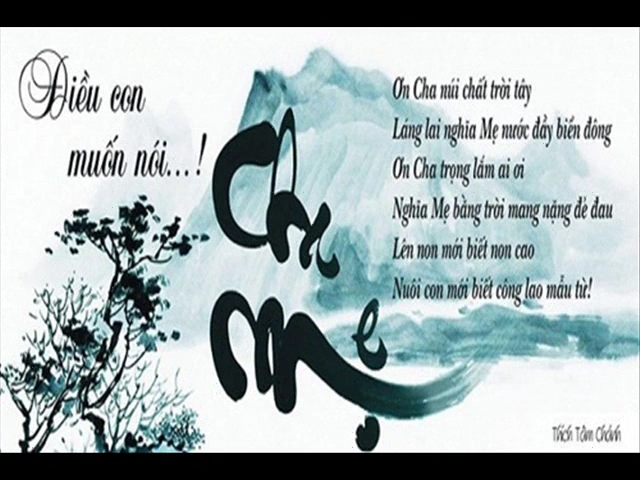 Điều con
muốn nói...!
Cha
Mẹ
Ơn Cha núi chất trời tây
Láng lai nghĩa Mẹ nước đầy biển đông
Ơn Cha trọng lắm ai ơi
Nghĩa Mẹ bằng trời mang nặng đẻ đau
Lên non mới biết non cao
Nuôi con mới biết công lao mẫu từ!
Thích Tâm Chánh